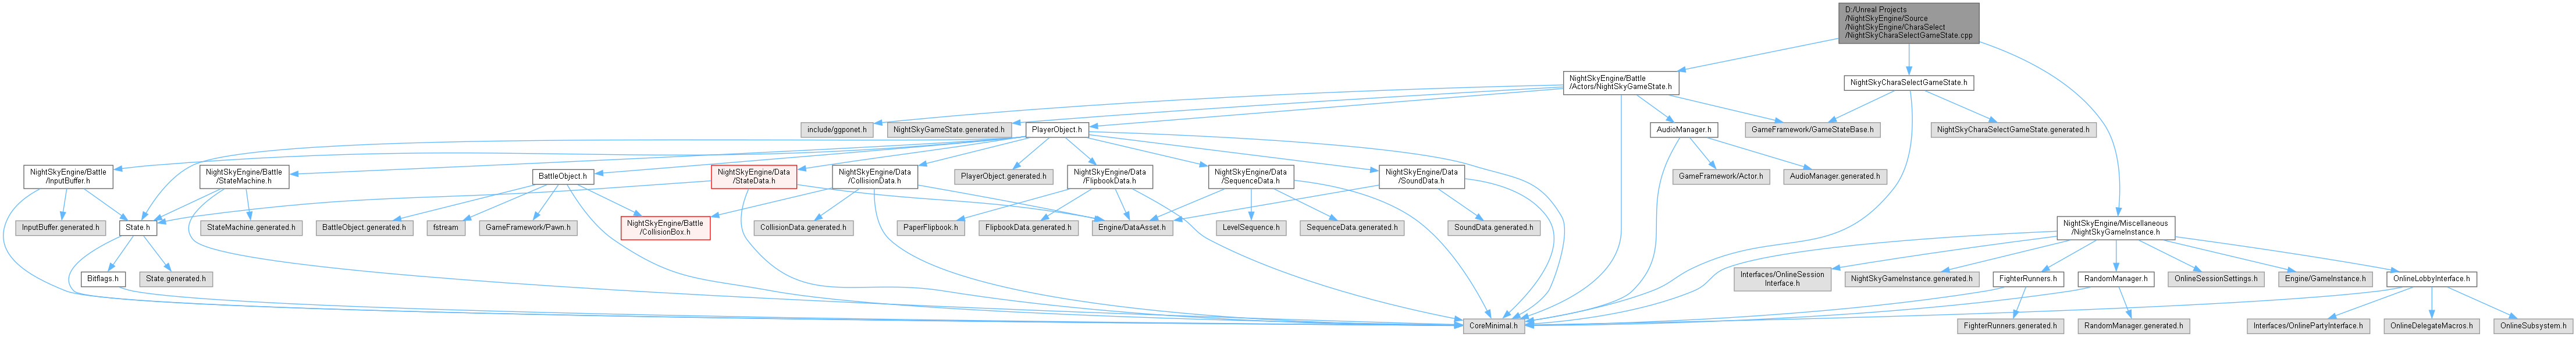 D:/Unreal Projects
/NightSkyEngine/Source
/NightSkyEngine/CharaSelect
/NightSkyCharaSelectGameState.cpp
NightSkyEngine/Battle
/Actors/NightSkyGameState.h
NightSkyCharaSelectGameState.h
include/ggponet.h
NightSkyGameState.generated.h
PlayerObject.h
AudioManager.h
GameFramework/GameStateBase.h
NightSkyCharaSelectGameState.generated.h
NightSkyEngine/Battle
/InputBuffer.h
NightSkyEngine/Battle
/StateMachine.h
BattleObject.h
NightSkyEngine/Data
/StateData.h
NightSkyEngine/Data
/CollisionData.h
PlayerObject.generated.h
NightSkyEngine/Data
/FlipbookData.h
NightSkyEngine/Data
/SequenceData.h
NightSkyEngine/Data
/SoundData.h
GameFramework/Actor.h
AudioManager.generated.h
InputBuffer.generated.h
State.h
StateMachine.generated.h
BattleObject.generated.h
fstream
GameFramework/Pawn.h
NightSkyEngine/Battle
/CollisionBox.h
CollisionData.generated.h
PaperFlipbook.h
FlipbookData.generated.h
Engine/DataAsset.h
LevelSequence.h
SequenceData.generated.h
SoundData.generated.h
NightSkyEngine/Miscellaneous
/NightSkyGameInstance.h
Bitflags.h
State.generated.h
Interfaces/OnlineSession
Interface.h
NightSkyGameInstance.generated.h
FighterRunners.h
RandomManager.h
OnlineSessionSettings.h
Engine/GameInstance.h
OnlineLobbyInterface.h
CoreMinimal.h
FighterRunners.generated.h
RandomManager.generated.h
Interfaces/OnlinePartyInterface.h
OnlineDelegateMacros.h
OnlineSubsystem.h